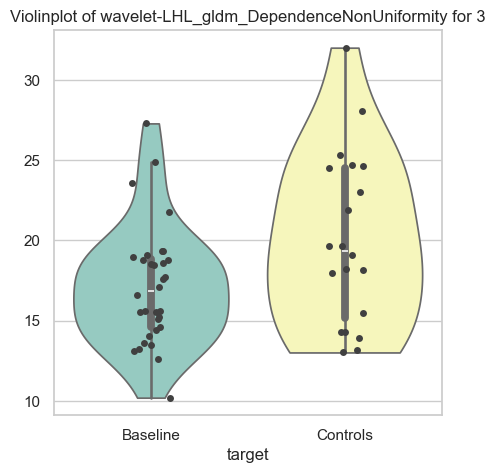 Violinplot of wavelet-LHL_gldm_DependenceNonUniformity for 3
30
25
20
15
10
Baseline
Controls
target